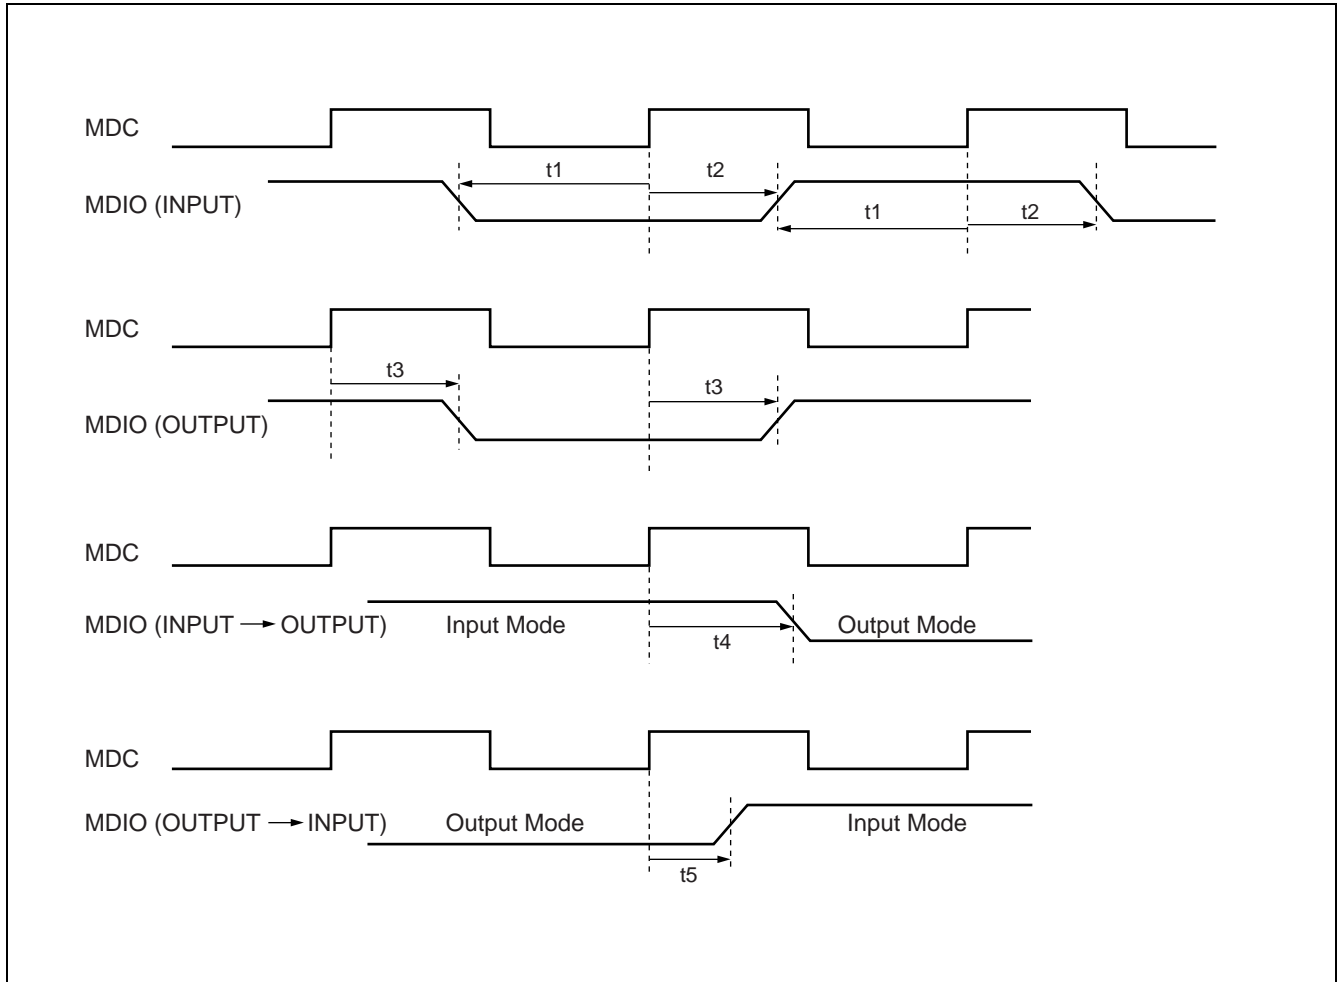 MDC
t1
t2
MDIO (INPUT)
t1
t2
MDC
t3
t3
MDIO (OUTPUT)
MDC
MDIO (INPUT → OUTPUT)
Input Mode
Output Mode
t4
MDC
MDIO (OUTPUT → INPUT)
Output Mode
Input Mode
t5